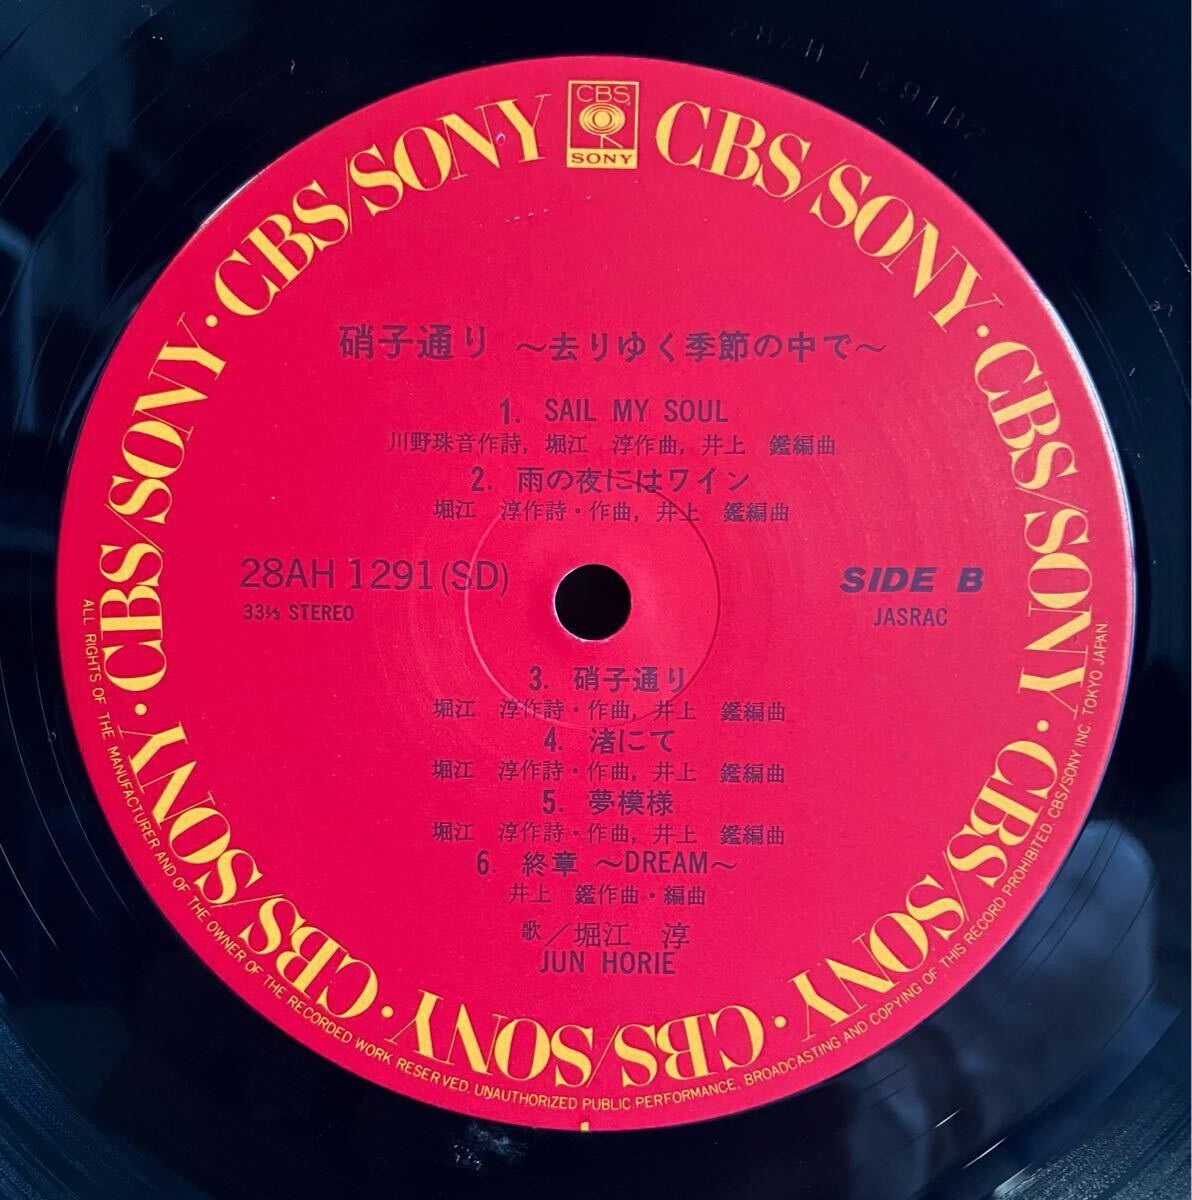 28AH-1291B2
CBS
SONY
CBS/SONY · CBS/SONY · CBS/SONY · CBS/SONY · CBS/SONY · CBS/SONY · CBS/SONY · CBS/SONY
硝子通り ～去りゆく季節の中で～
1. SAIL MY SOUL
川野珠音作詩, 堀江 淳作曲, 井上 鑑編曲
2. 雨の夜にはワイン
堀江 淳作詩・作曲, 井上 鑑編曲
28AH 1291(SD)
33⅓ STEREO
SIDE B
JASRAC
3. 硝子通り
堀江 淳作詩・作曲, 井上 鑑編曲
4. 渚にて
堀江 淳作詩・作曲, 井上 鑑編曲
5. 夢模様
堀江 淳作詩・作曲, 井上 鑑編曲
6. 終章 ～DREAM～
井上 鑑作曲・編曲
歌／堀江 淳
JUN HORIE
ALL RIGHTS OF THE MANUFACTURER AND OF THE OWNER OF THE RECORDED WORK RESERVED. UNAUTHORIZED PUBLIC PERFORMANCE, BROADCASTING AND COPYING OF THIS RECORD PROHIBITED. CBS/SONY INC. TOKYO JAPAN.